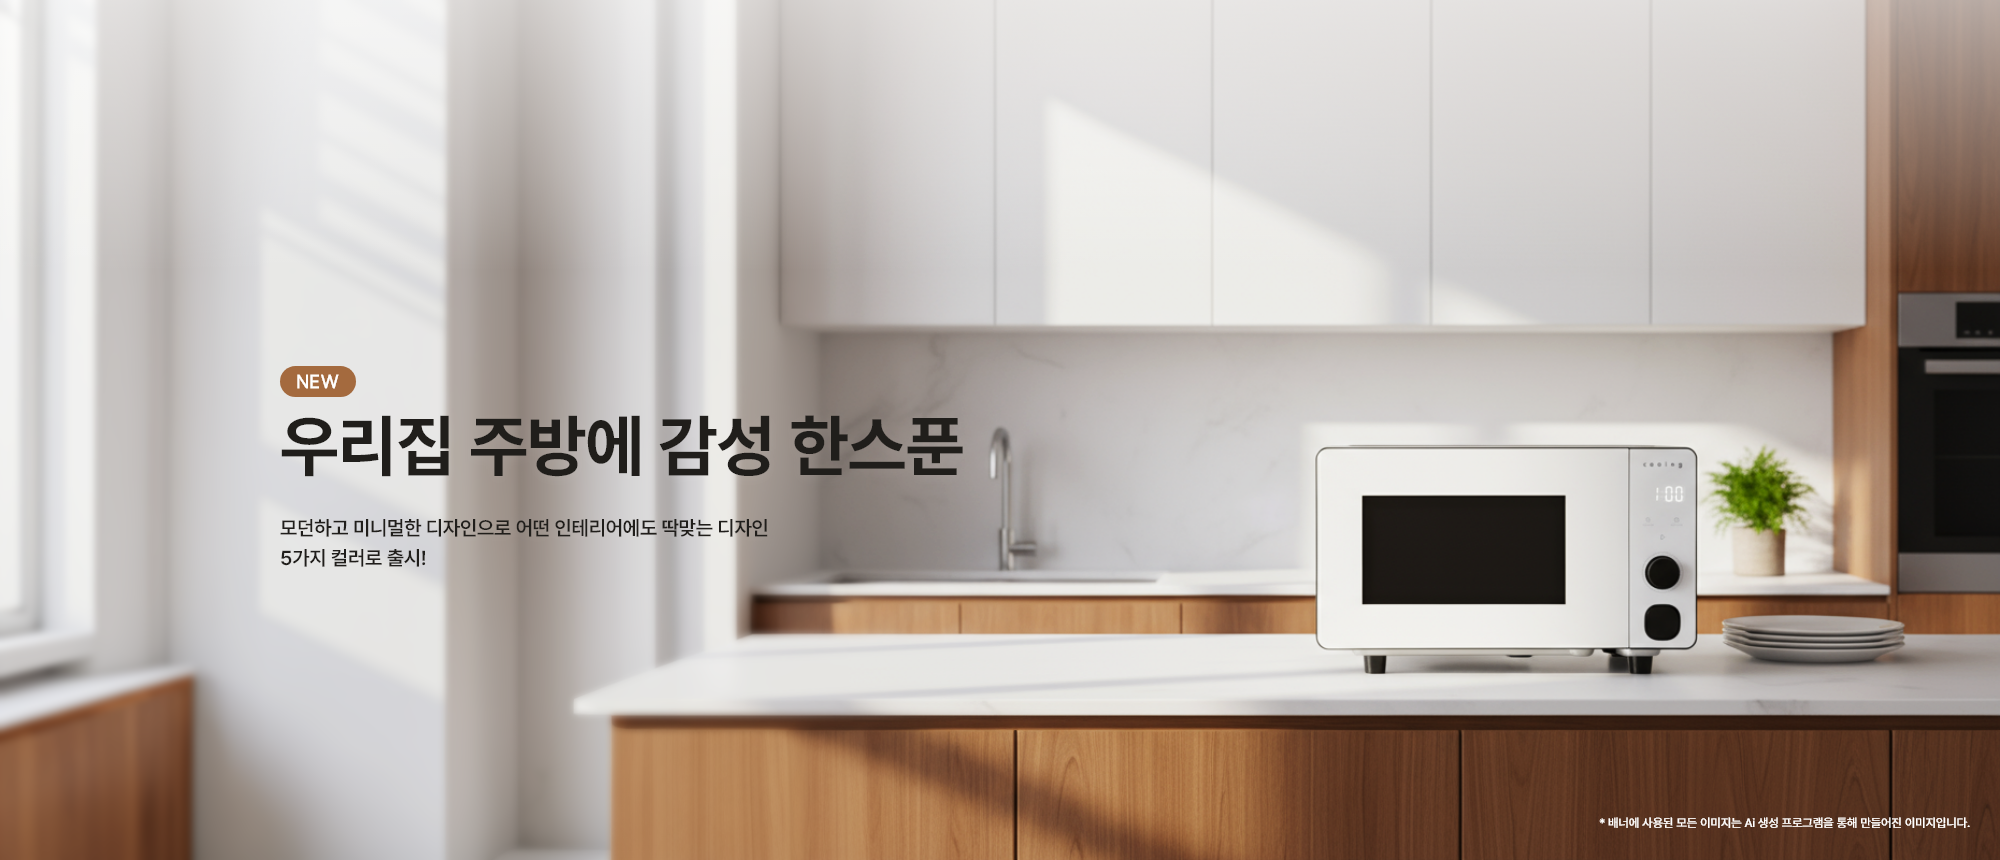 NEW
우리집 주방에 감성 한스푼
모던하고 미니멀한 디자인으로 어떤 인테리어에도 딱맞는 디자인
5가지 컬러로 출시!
cooing
1:00
* 배너에 사용된 모든 이미지는 Ai 생성 프로그램을 통해 만들어진 이미지입니다.